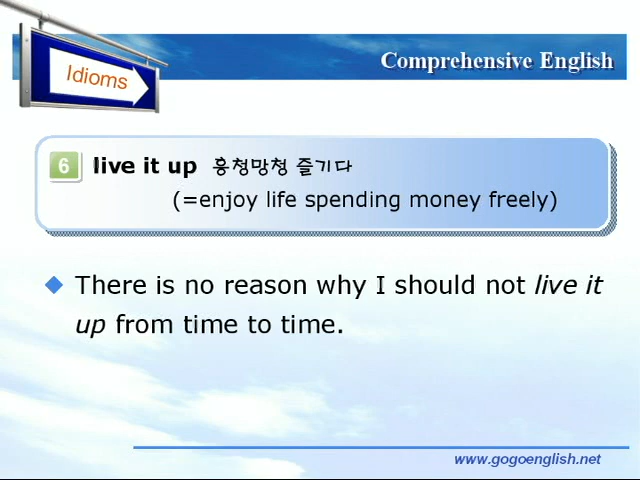 Idioms
Comprehensive English
6 live it up 흥청망청 즐기다
(=enjoy life spending money freely)
There is no reason why I should not live it
up from time to time.
www.gogoenglish.net